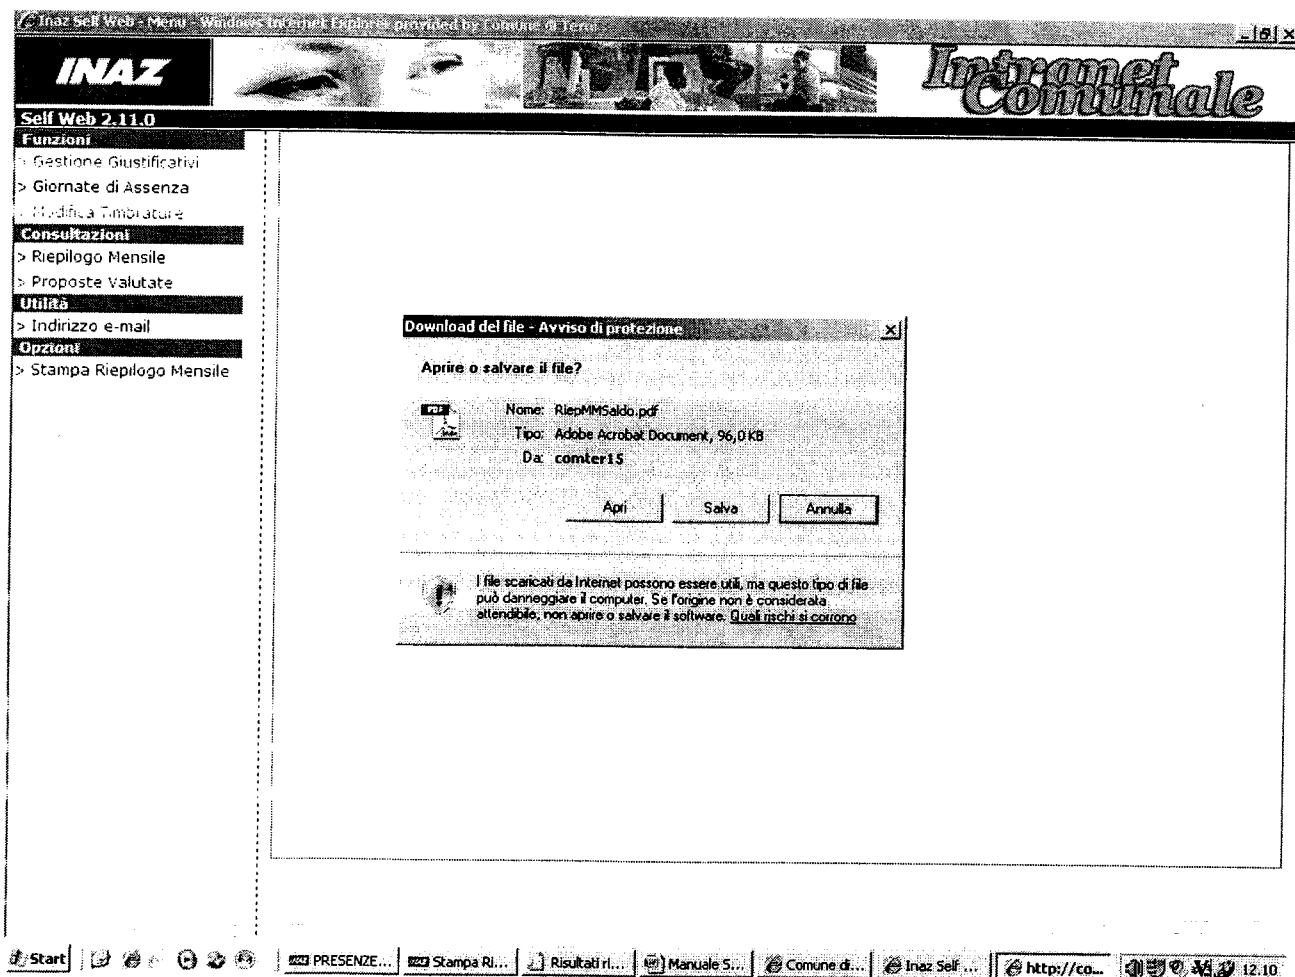 Inaz Self Web - Menu - Windows Internet Explorer provided by Comune di Terni
INAZ
Intranet
Comunale
Self Web 2.11.0
Funzioni
> Gestione Giustificativi
> Giornate di Assenza
> Modifica Timbrature
Consultazioni
> Riepilogo Mensile
> Proposte Valutate
Utilità
> Indirizzo e-mail
Opzioni
> Stampa Riepilogo Mensile
Download del file - Avviso di protezione
Aprire o salvare il file?
Nome: RiepMMSaldo.pdf
Tipo: Adobe Acrobat Document, 96,0 KB
Da: comter15
Apri Salva Annulla
I file scaricati da Internet possono essere utili, ma questo tipo di file
può danneggiare il computer. Se l'origine non è considerata
attendibile, non aprire o salvare il software. Quali rischi si corrono
Start PRESENZE... Stampa Ri... Risultati ri... Manuale S... Comune di... Inaz Self ... http://co... 12.10